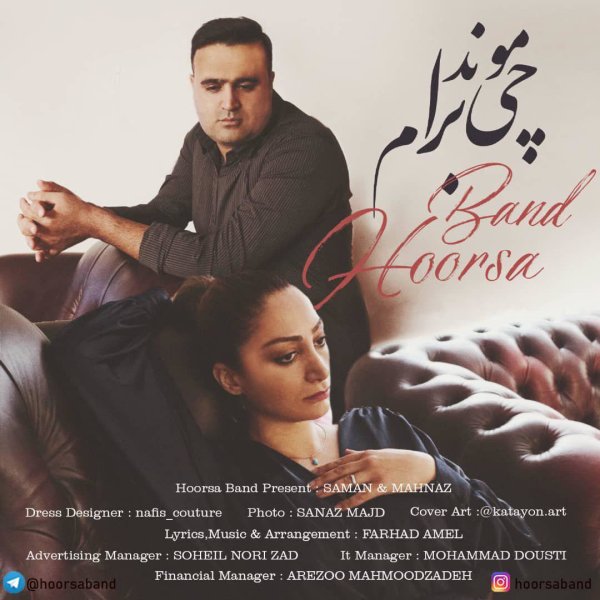 چی موند
برام
Band
Hoorsa
Hoorsa Band Present : SAMAN & MAHNAZ
Dress Designer : nafis_couture Photo : SANAZ MAJD Cover Art :@katayon.art
Lyrics,Music & Arrangement : FARHAD AMEL
Advertising Manager : SOHEIL NORI ZAD It Manager : MOHAMMAD DOUSTI
Financial Manager : AREZOO MAHMOODZADEH
@hoorsaband hoorsaband